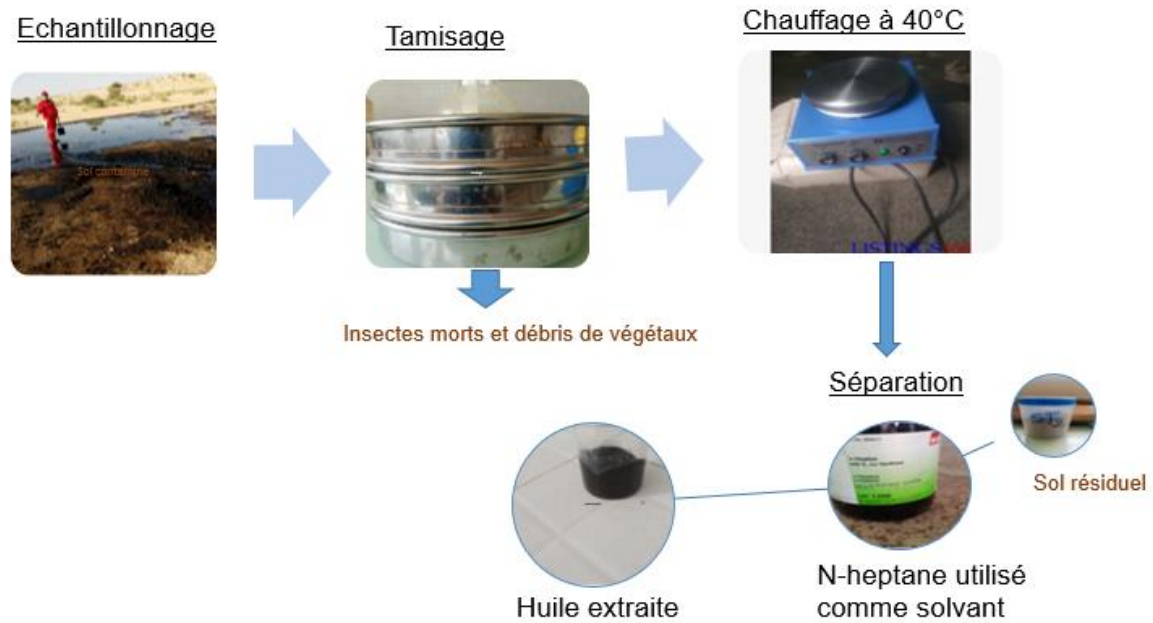 Echantillonnage
Tamisage
Chauffage à 40°C
Sol contaminé
LISTINGS
Insectes morts et débris de végétaux
Séparation
Sol résiduel
Huile extraite
N-heptane utilisé
comme solvant